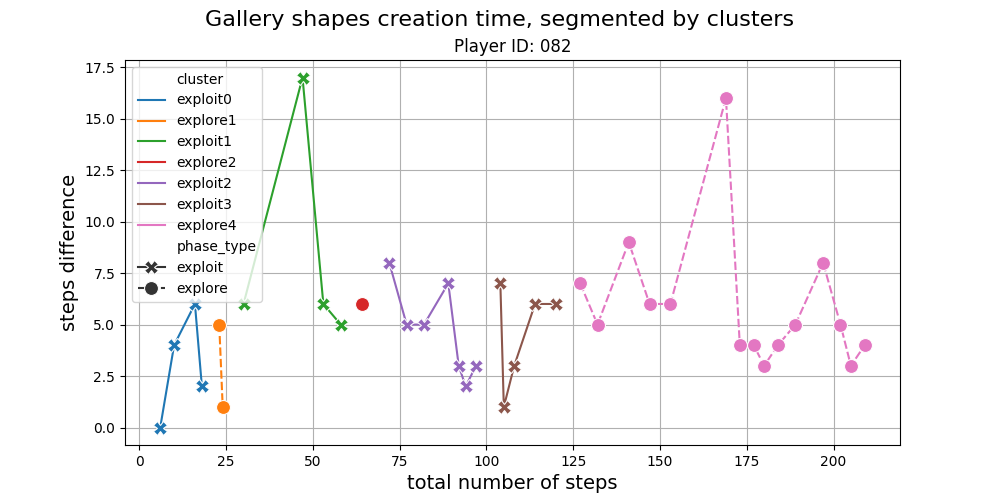 Gallery shapes creation time, segmented by clusters
Player ID: 082
steps difference
17.5
15.0
12.5
10.0
7.5
5.0
2.5
0.0
cluster
exploit0
explore1
exploit1
explore2
exploit2
exploit3
explore4
phase_type
exploit
explore
0 25 50 75 100 125 150 175 200
total number of steps